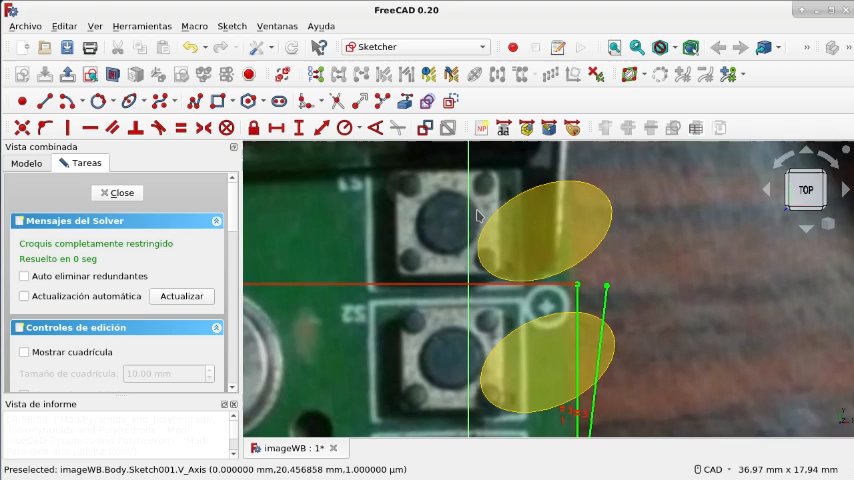 FreeCAD 0.20
Archivo Editar Ver Herramientas Macro Sketch Ventanas Ayuda
Sketcher
Vista combinada
Modelo Tareas
Close
Mensajes del Solver
Croquis completamente restringido
Resuelto en 0 seg
Auto eliminar redundantes
Actualización automática Actualizar
Controles de edición
Mostrar cuadrícula
Tamaño de cuadrícula: 10.00 mm
Vista de informe
TOP
S1
S2
imageWB : 1*
Preselected: imageWB.Body.Sketch001.V_Axis (0.000000 mm,20.456858 mm,1.000000 µm)
CAD
36,97 mm x 17,94 mm